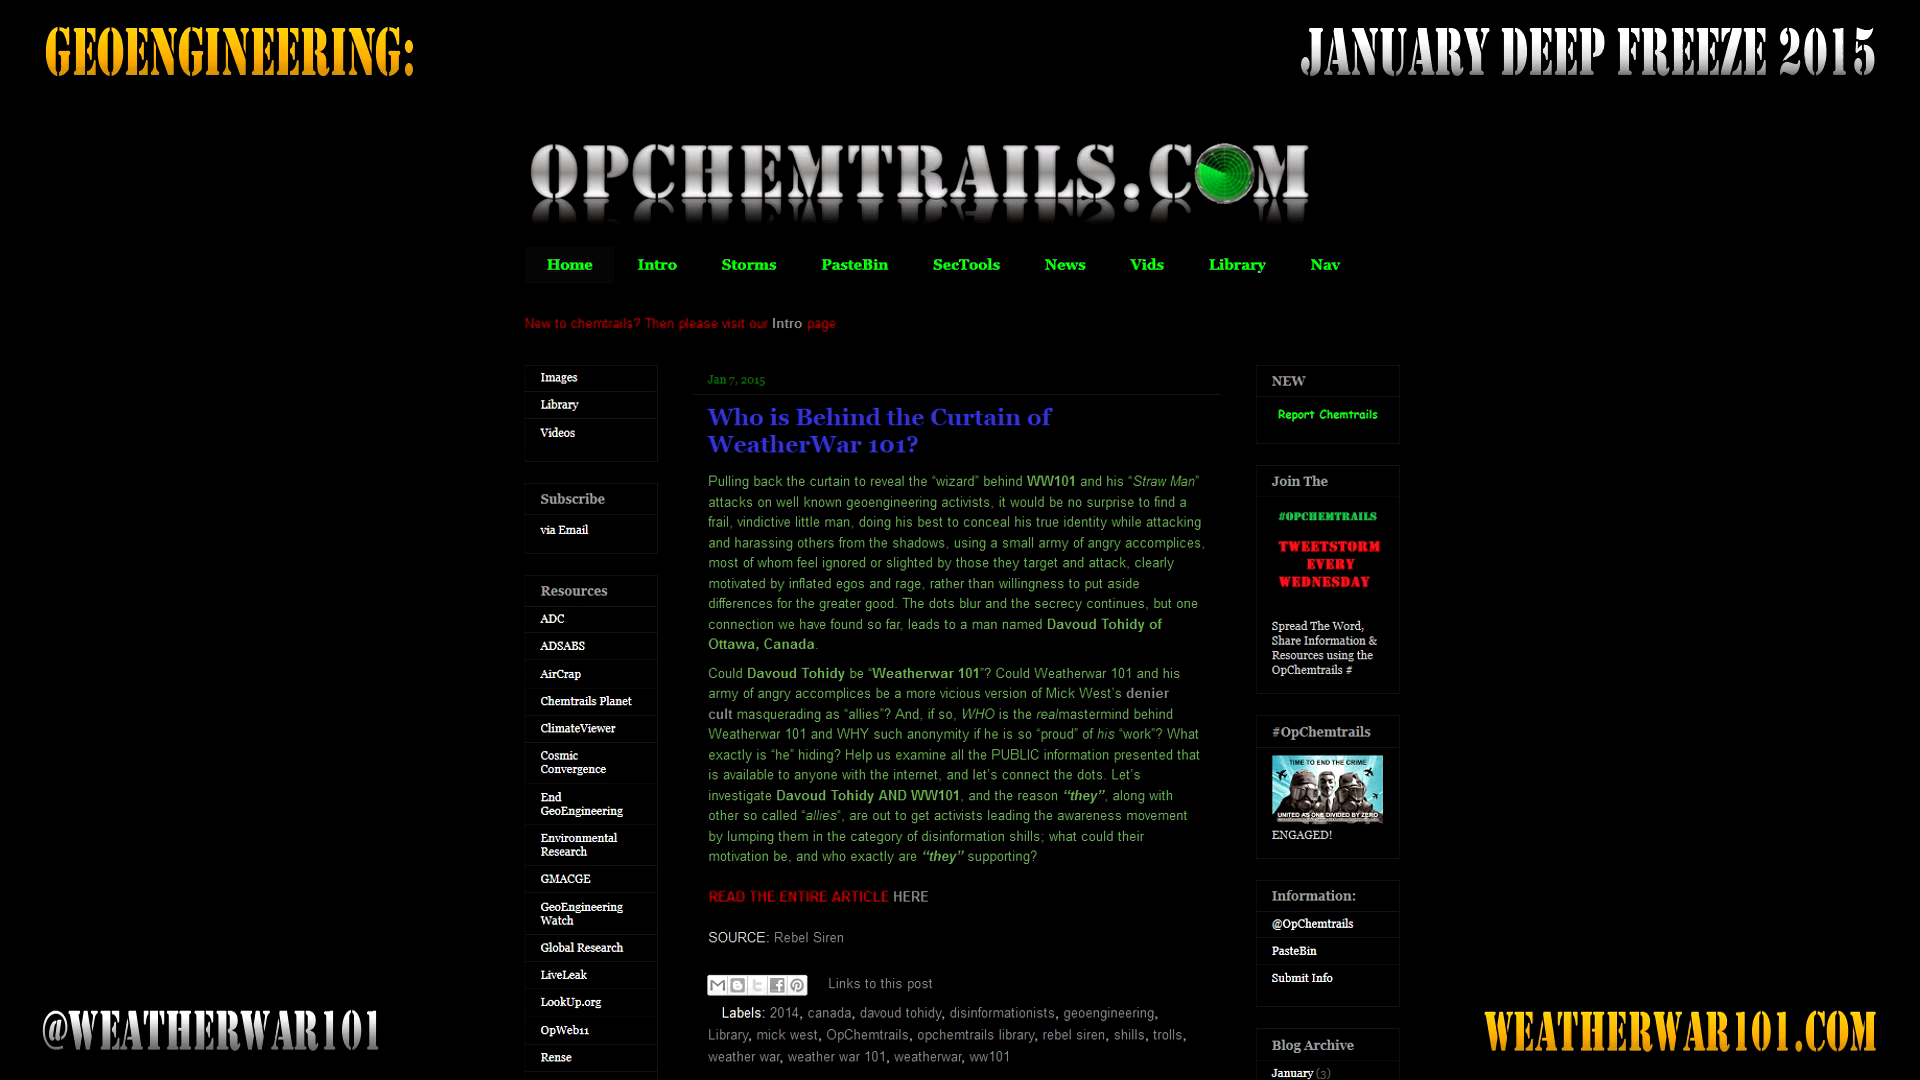 GEOENGINEERING:
JANUARY DEEP FREEZE 2015
OPCHEMTRAILS.COM
Home Intro Storms PasteBin SecTools News Vids Library Nav
New to chemtrails? Then please visit our Intro page
Images
Library
Videos
Subscribe
via Email
Resources
ADC
ADSABS
AirCrap
Chemtrails Planet
ClimateViewer
Cosmic
Convergence
End
GeoEngineering
Environmental
Research
GMACGE
GeoEngineering
Watch
Global Research
LiveLeak
LookUp.org
OpWeb11
Rense
Jan 7, 2015
Who is Behind the Curtain of
WeatherWar 101?
Pulling back the curtain to reveal the “wizard” behind WW101 and his “Straw Man”
attacks on well known geoengineering activists, it would be no surprise to find a
frail, vindictive little man, doing his best to conceal his true identity while attacking
and harassing others from the shadows, using a small army of angry accomplices,
most of whom feel ignored or slighted by those they target and attack, clearly
motivated by inflated egos and rage, rather than willingness to put aside
differences for the greater good. The dots blur and the secrecy continues, but one
connection we have found so far, leads to a man named Davoud Tohidy of
Ottawa, Canada.
Could Davoud Tohidy be “Weatherwar 101”? Could Weatherwar 101 and his
army of angry accomplices be a more vicious version of Mick West’s denier
cult masquerading as “allies”? And, if so, WHO is the realmastermind behind
Weatherwar 101 and WHY such anonymity if he is so “proud” of his “work”? What
exactly is “he” hiding? Help us examine all the PUBLIC information presented that
is available to anyone with the internet, and let’s connect the dots. Let’s
investigate Davoud Tohidy AND WW101, and the reason “they”, along with
other so called “allies“, are out to get activists leading the awareness movement
by lumping them in the category of disinformation shills; what could their
motivation be, and who exactly are “they” supporting?
READ THE ENTIRE ARTICLE HERE
SOURCE: Rebel Siren
Links to this post
Labels: 2014, canada, davoud tohidy, disinformationists, geoengineering,
Library, mick west, OpChemtrails, opchemtrails library, rebel siren, shills, trolls,
weather war, weather war 101, weatherwar, ww101
NEW
Report Chemtrails
Join The
#OPCHEMTRAILS
TWEETSTORM
EVERY
WEDNESDAY
Spread The Word,
Share Information &
Resources using the
OpChemtrails #
#OpChemtrails
TIME TO END THE CRIME
UNITED AS ONE DIVIDED BY ZERO
ENGAGED!
Information:
@OpChemtrails
PasteBin
Submit Info
Blog Archive
January (3)
@WEATHERWAR101
WEATHERWAR101.COM